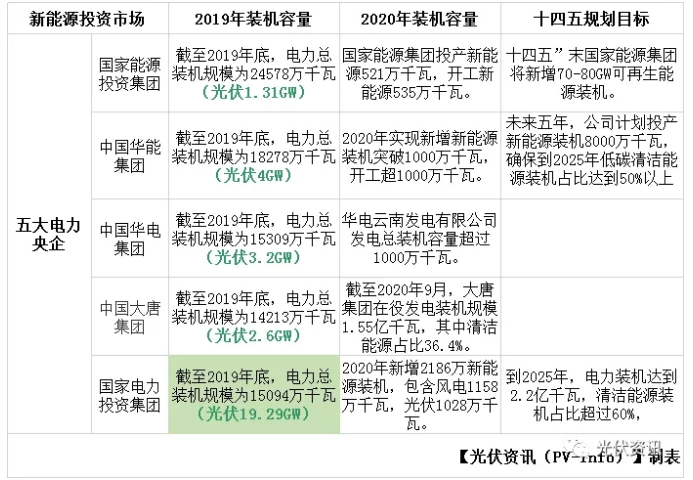 新能源投资市场
2019年装机容量
2020年装机容量
十四五规划目标
五大电力
央企
国家能源
投资集团
截至2019年底，电力总
装机规模为24578万千瓦
（光伏1.31GW）
国家能源集团投产新能
源521万千瓦，开工新
能源535万千瓦。
十四五”末国家能源集团
将新增70-80GW可再生能
源装机。
中国华能
集团
截至2019年底，电力总
装机规模为18278万千瓦
（光伏4GW）
2020年实现新增新能源
装机突破1000万千瓦，
开工超1000万千瓦。
未来五年，公司计划投产
新能源装机8000万千瓦，
确保到2025年低碳清洁能
源装机占比达到50%以上
中国华电
集团
截至2019年底，电力总
装机规模为15309万千瓦
（光伏3.2GW）
华电云南发电有限公司
发电总装机容量超过
1000万千瓦。
中国大唐
集团
截至2019年底，电力总
装机规模为14213万千瓦
（光伏2.6GW）
截至2020年9月，大唐
集团在役发电装机规模
1.55亿千瓦，其中清洁
能源占比36.4%。
国家电力
投资集团
截至2019年底，电力总
装机规模为15094万千瓦
（光伏19.29GW）
2020年新增2186万新能
源装机，包含风电1158
万千瓦，光伏1028万千
瓦。
到2025年，电力装机达到
2.2亿千瓦，清洁能源装
机占比超过60%，
光伏资讯
【光伏资讯（PV-info）】制表